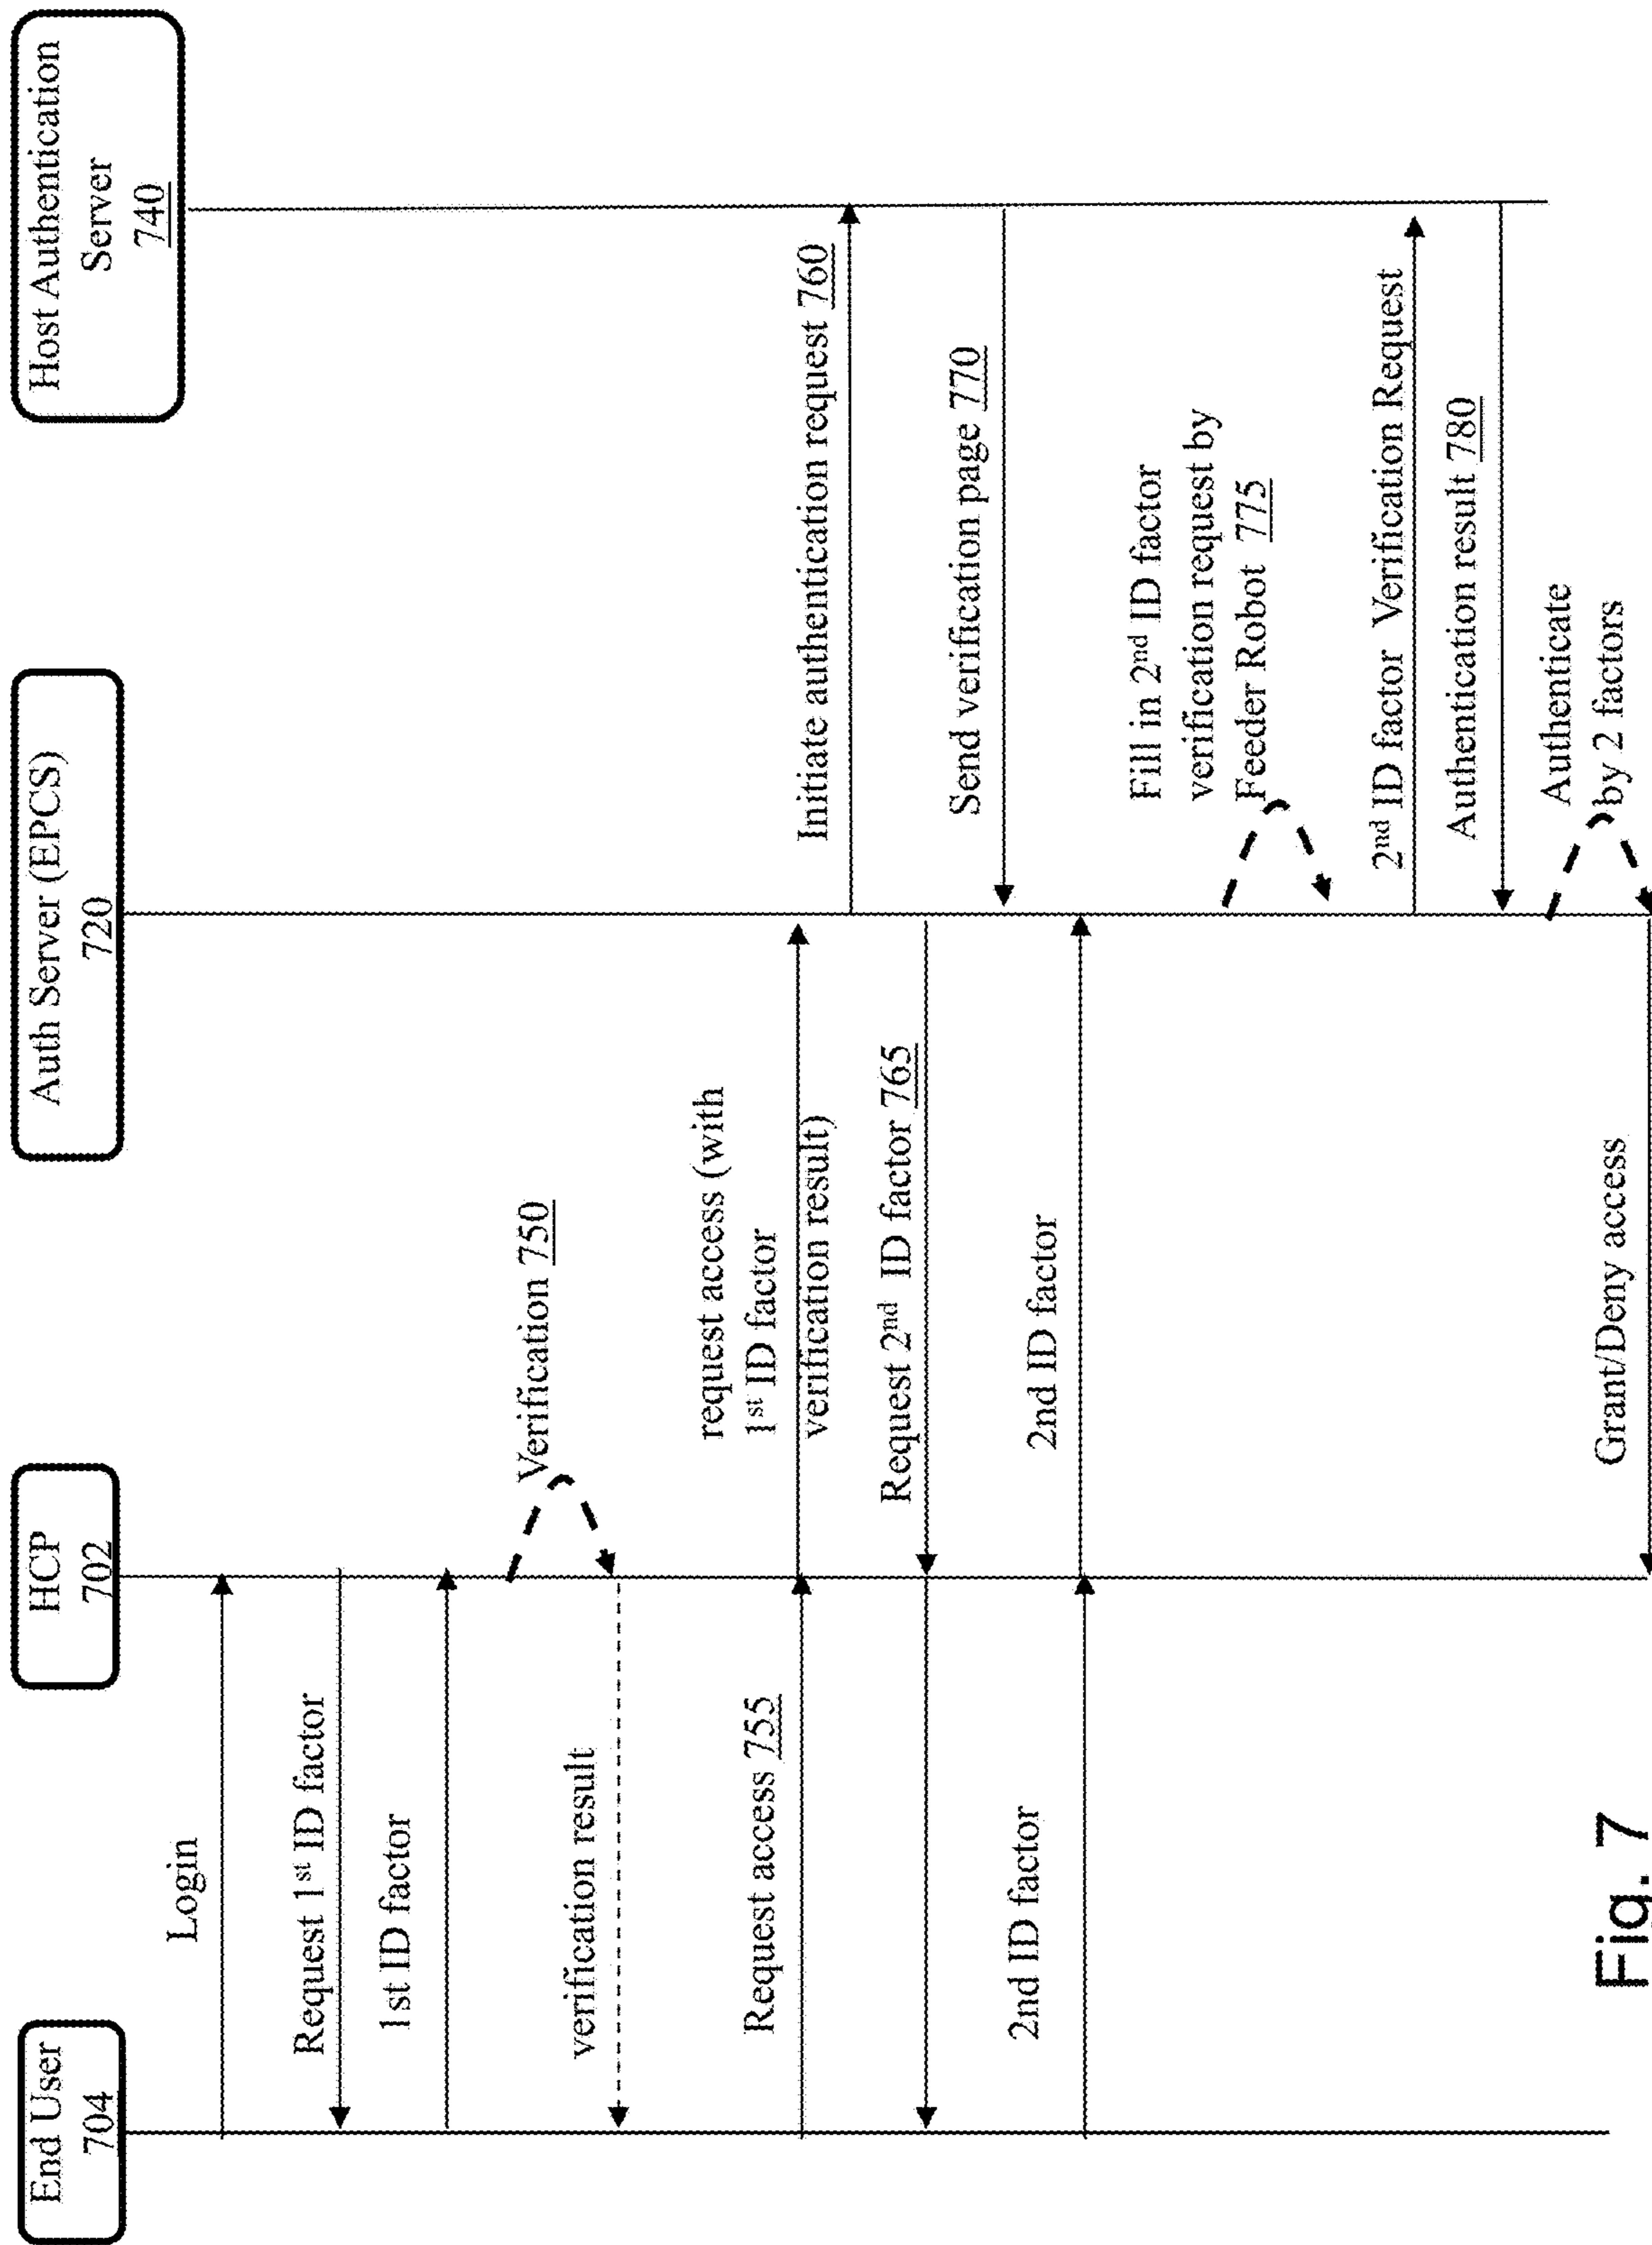 End User
704
HCP
702
Auth Server (EPCS)
720
Host Authentication
Server
740
Login
Request 1st ID factor
1st ID factor
Verification 750
verification result
Request access 755
request access (with
1st ID factor
verification result)
Initiate authentication request 760
Request 2nd ID factor 765
Send verification page 770
2nd ID factor
2nd ID factor
Fill in 2nd ID factor
verification request by
Feeder Robot 775
2nd ID factor Verification Request
Authentication result 780
Authenticate
by 2 factors
Grant/Deny access
Fig. 7